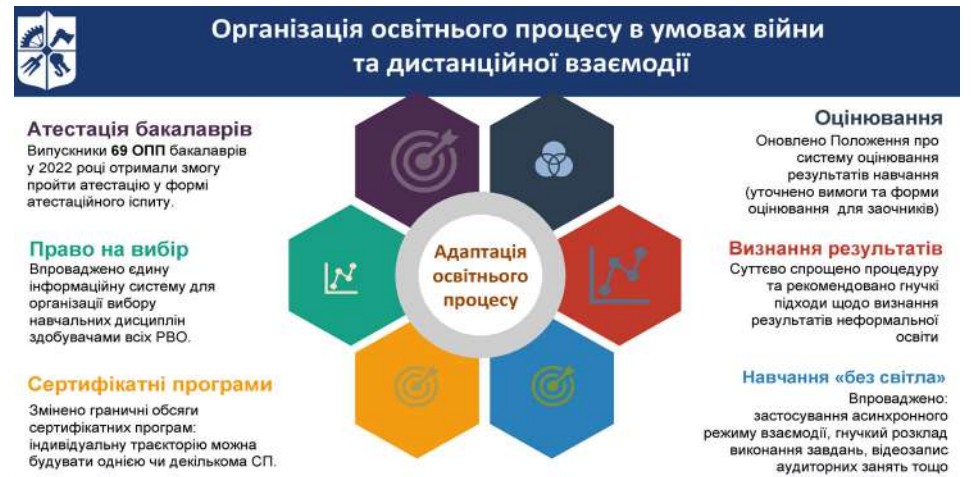 Організація освітнього процесу в умовах війни
та дистанційної взаємодії
Атестація бакалаврів
Випускники 69 ОПП бакалаврів
у 2022 році отримали змогу
пройти атестацію у формі
атестаційного іспиту.
Право на вибір
Впроваджено єдину
інформаційну систему для
організації вибору
навчальних дисциплін
здобувачами всіх РВО.
Сертифікатні програми
Змінено граничні обсяги
сертифікатних програм:
індивідуальну траєкторію можна
будувати однією чи декількома СП.
Адаптація
освітнього
процесу
Оцінювання
Оновлено Положення про
систему оцінювання
результатів навчання
(уточнено вимоги та форми
оцінювання для заочників)
Визнання результатів
Суттєво спрощено процедуру
та рекомендовано гнучкі
підходи щодо визнання
результатів неформальної
освіти
Навчання «без світла»
Впроваджено:
застосування асинхронного
режиму взаємодії, гнучкий розклад
виконання завдань, відеозапис
аудиторних занять тощо